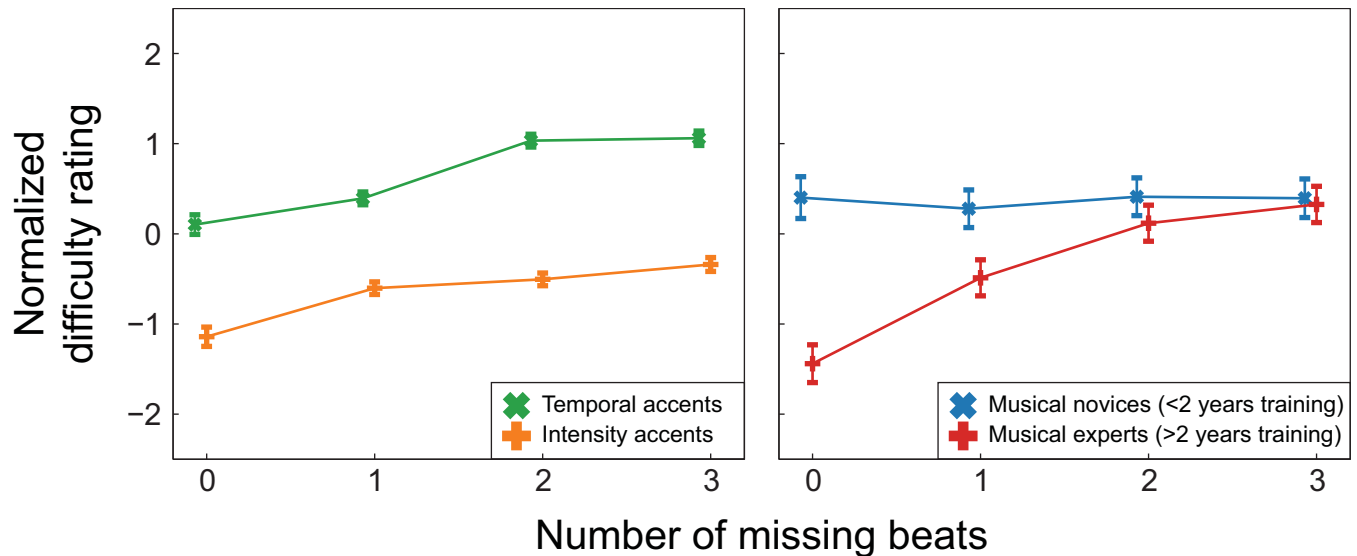 Normalized
difficulty rating
2
1
0
−1
−2
Temporal accents
Intensity accents
0 1 2 3
Musical novices (<2 years training)
Musical experts (>2 years training)
0 1 2 3
Number of missing beats